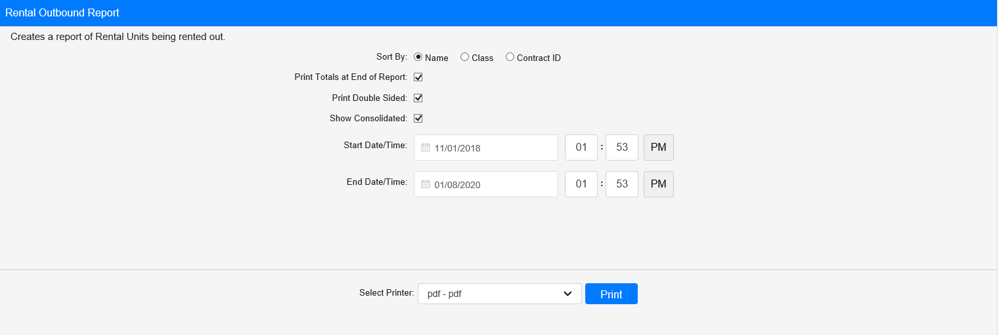 Rental Outbound Report
Creates a report of Rental Units being rented out.
Sort By: Name Class Contract ID
Print Totals at End of Report:
Print Double Sided:
Show Consolidated:
Start Date/Time: 11/01/2018 01 : 53 PM
End Date/Time: 01/08/2020 01 : 53 PM
Select Printer: pdf - pdf Print